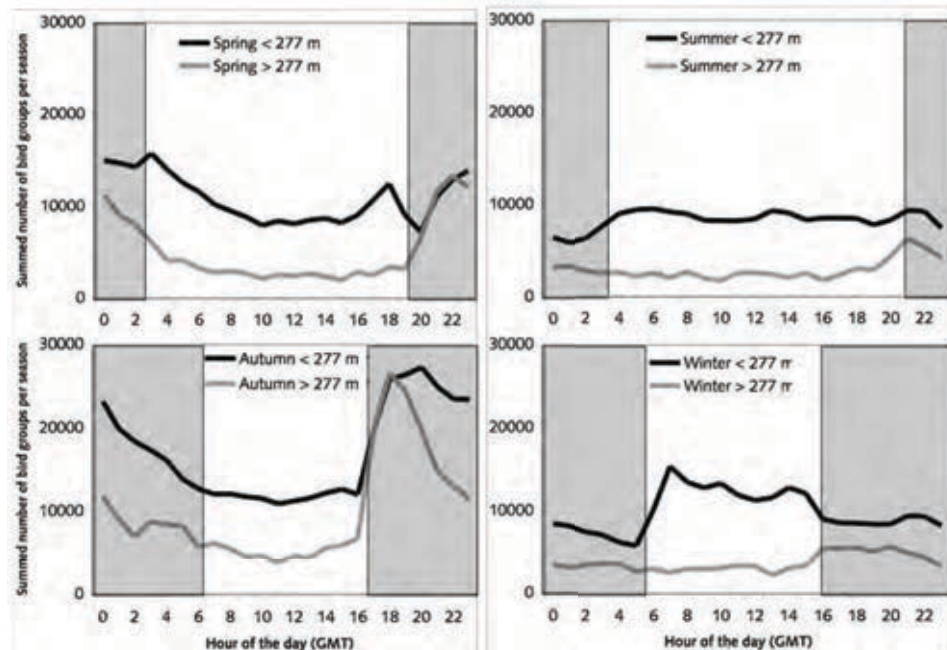 Summed number of bird groups per season
30000
20000
10000
0
Spring < 277 m
Spring > 277 m
0 2 4 6 8 10 12 14 16 18 20 22
30000
20000
10000
0
Summer < 277 m
Summer > 277 m
0 2 4 6 8 10 12 14 16 18 20 22
Summed number of bird groups per season
30000
20000
10000
0
Autumn < 277 m
Autumn > 277 m
0 2 4 6 8 10 12 14 16 18 20 22
Hour of the day (GMT)
30000
20000
10000
0
Winter < 277 m
Winter > 277 m
0 2 4 6 8 10 12 14 16 18 20 22
Hour of the day (GMT)